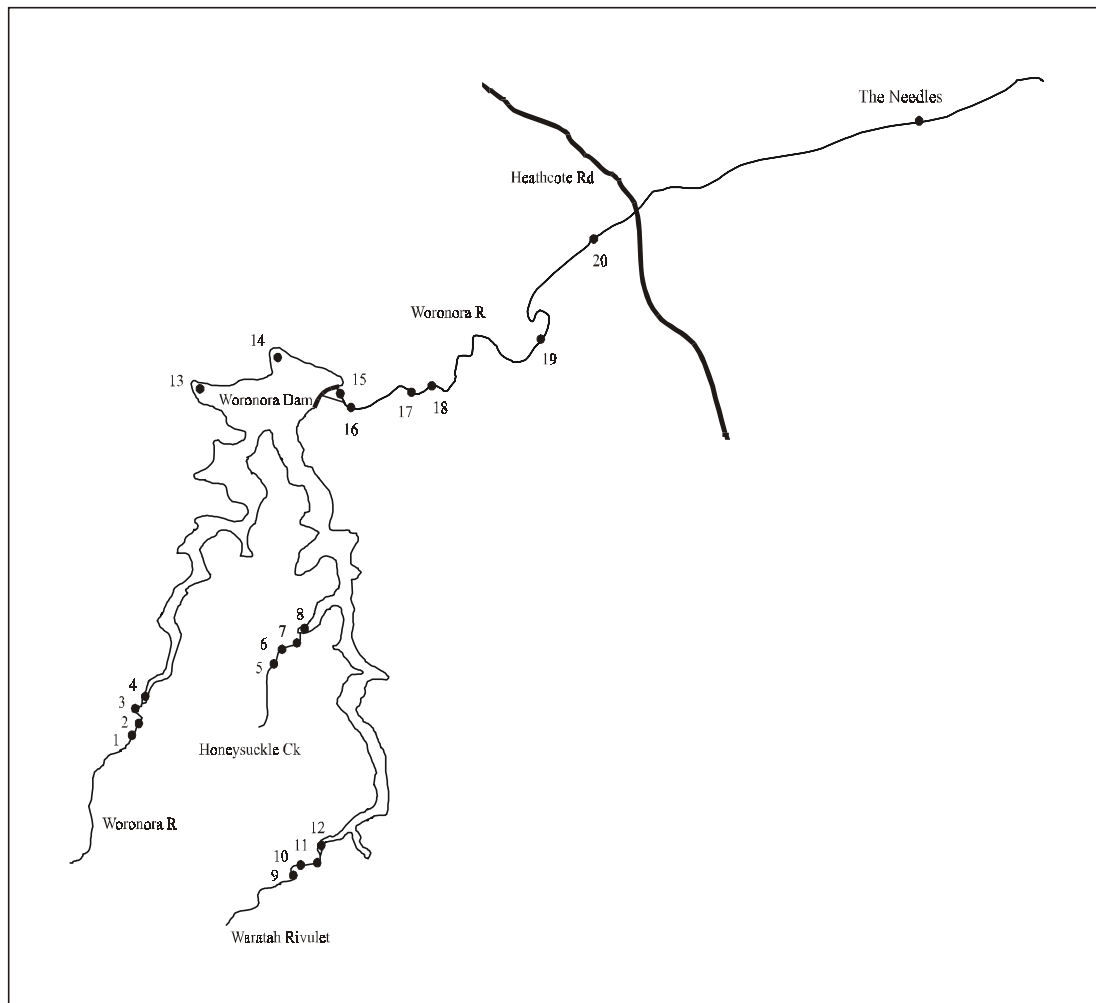 The Needles
Heathcote Rd
20
Woronora R
19
14
13
15
Woronora Dam
16
17
18
8
7
6
5
4
3
2
1
Honeysuckle Ck
Woronora R
12
11
10
9
Waratah Rivulet